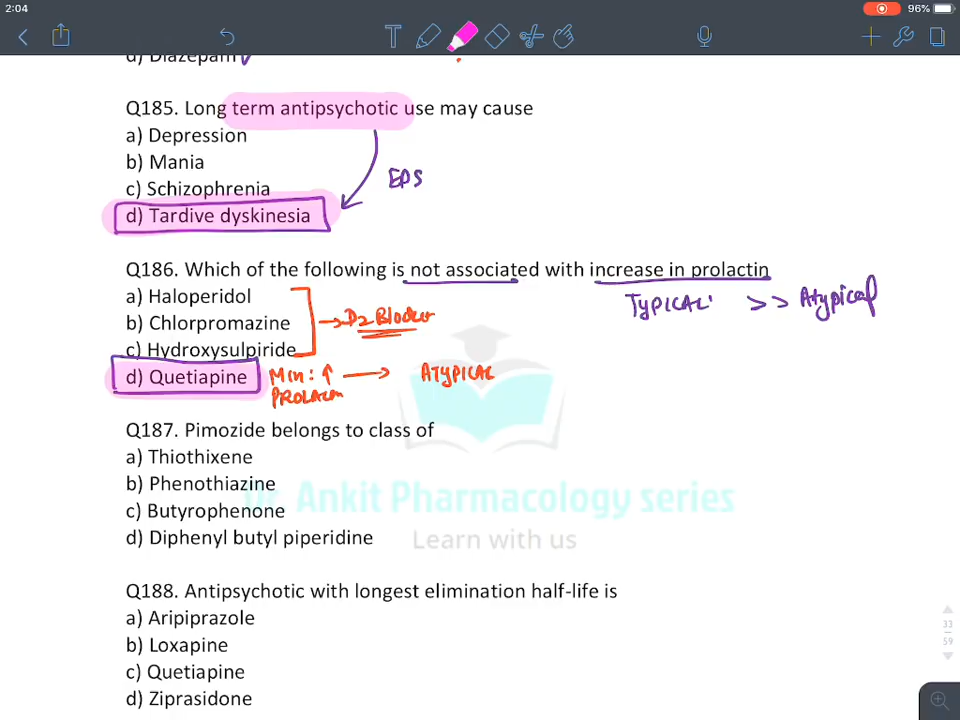 2:04
96%
d) Diazepam
Q185. Long term antipsychotic use may cause
a) Depression
b) Mania
c) Schizophrenia
EPS
d) Tardive dyskinesia
Q186. Which of the following is not associated with increase in prolactin
a) Haloperidol
TYPICAL >> Atypical
b) Chlorpromazine
→ D2 Blocker
c) Hydroxysulpiride
d) Quetiapine
Min: ↑ → ATYPICAL
PROLACTIN
Q187. Pimozide belongs to class of
a) Thiothixene
b) Phenothiazine
c) Butyrophenone
d) Diphenyl butyl piperidine
Dr. Ankit Pharmacology series
Learn with us
Q188. Antipsychotic with longest elimination half-life is
a) Aripiprazole
b) Loxapine
c) Quetiapine
d) Ziprasidone
33
59